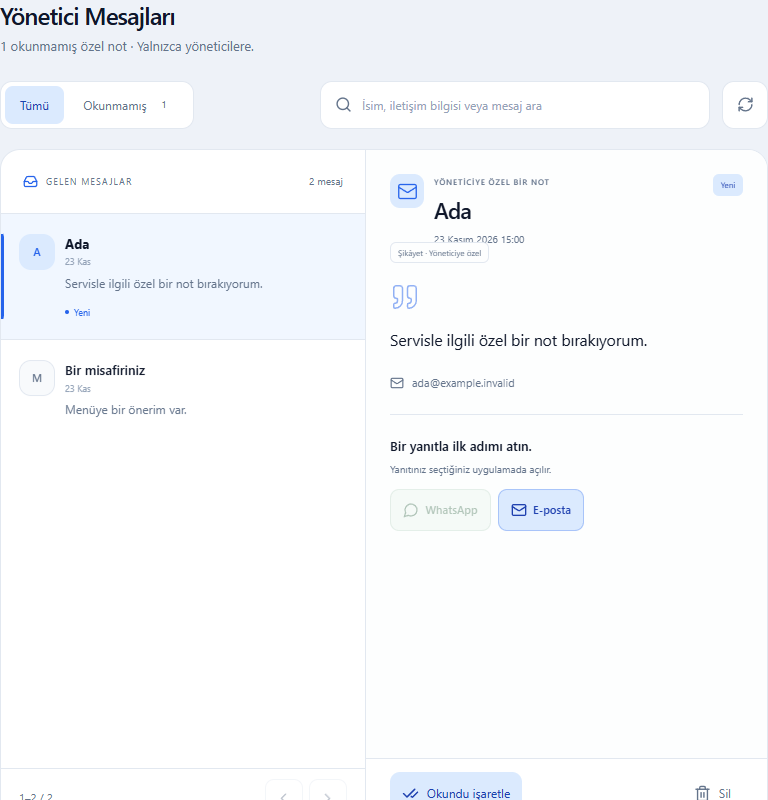 Yönetici Mesajları
1 okunmamış özel not · Yalnızca yöneticilere.
Tümü
Okunmamış 1
İsim, iletişim bilgisi veya mesaj ara
GELEN MESAJLAR
2 mesaj
A
Ada
23 Kas
Servisle ilgili özel bir not bırakıyorum.
Yeni
M
Bir misafiriniz
23 Kas
Menüye bir önerim var.
1–2 / 2
YÖNETİCİYE ÖZEL BİR NOT
Yeni
Ada
23 Kasım 2026 15:00
Şikâyet · Yöneticiye özel
Servisle ilgili özel bir not bırakıyorum.
ada@example.invalid
Bir yanıtla ilk adımı atın.
Yanıtınız seçtiğiniz uygulamada açılır.
WhatsApp
E-posta
Okundu işaretle
Sil